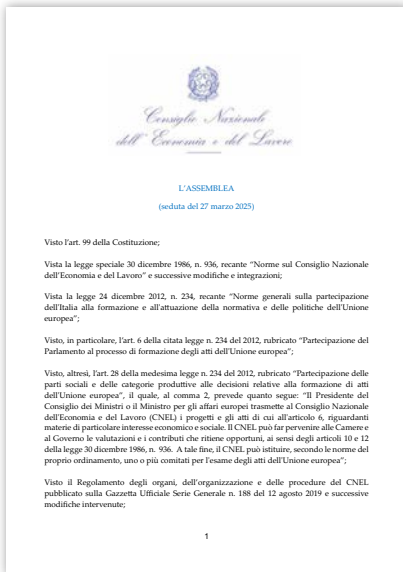 Consiglio Nazionale
dell'Economia e del Lavoro
L'ASSEMBLEA
(seduta del 27 marzo 2025)
Visto l'art. 99 della Costituzione;
Vista la legge speciale 30 dicembre 1986, n. 936, recante "Norme sul Consiglio Nazionale
dell'Economia e del Lavoro" e successive modifiche e integrazioni;
Vista la legge 24 dicembre 2012, n. 234, recante "Norme generali sulla partecipazione
dell'Italia alla formazione e all'attuazione della normativa e delle politiche dell'Unione
europea";
Visto, in particolare, l'art. 6 della citata legge n. 234 del 2012, rubricato "Partecipazione del
Parlamento al processo di formazione degli atti dell'Unione europea";
Visto, altresì, l'art. 28 della medesima legge n. 234 del 2012, rubricato "Partecipazione delle
parti sociali e delle categorie produttive alle decisioni relative alla formazione di atti
dell'Unione europea", il quale, al comma 2, prevede quanto segue: "Il Presidente del
Consiglio dei Ministri o il Ministro per gli affari europei trasmette al Consiglio Nazionale
dell'Economia e del Lavoro (CNEL) i progetti e gli atti di cui all'articolo 6, riguardanti
materie di particolare interesse economico e sociale. Il CNEL può far pervenire alle Camere e
al Governo le valutazioni e i contributi che ritiene opportuni, ai sensi degli articoli 10 e 12
della legge 30 dicembre 1986, n. 936. A tale fine, il CNEL può istituire, secondo le norme del
proprio ordinamento, uno o più comitati per l'esame degli atti dell'Unione europea";
Visto il Regolamento degli organi, dell'organizzazione e delle procedure del CNEL
pubblicato sulla Gazzetta Ufficiale Serie Generale n. 188 del 12 agosto 2019 e successive
modifiche intervenute;
1